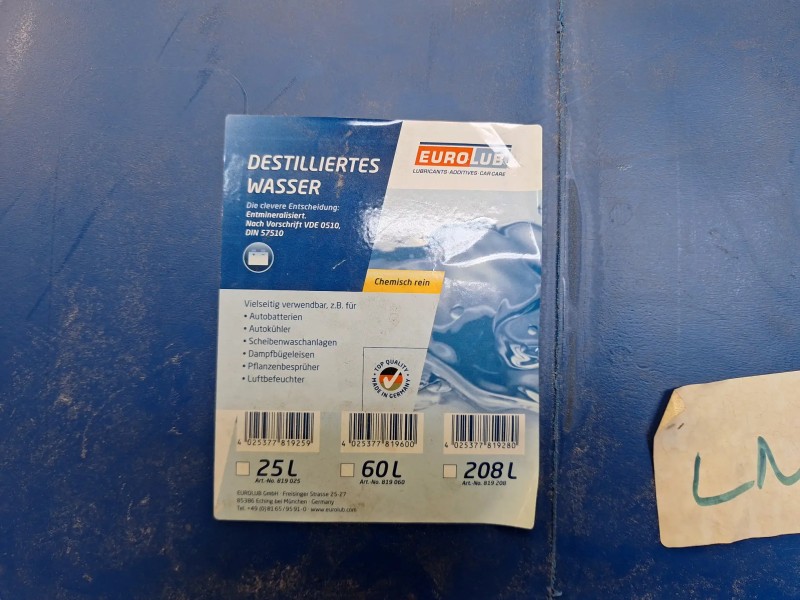 DESTILLIERTES
WASSER
Die clevere Entscheidung:
Entmineralisiert.
Nach Vorschrift VDE 0510,
DIN 57510
EUROLUB
LUBRICANTS·ADDITIVES·CAR CARE
Chemisch rein
Vielseitig verwendbar, z.B. für
• Autobatterien
• Autokühler
• Scheibenwaschanlagen
• Dampfbügeleisen
• Pflanzenbesprüher
• Luftbefeuchter
TOP QUALITY
MADE IN GERMANY
4 025377 819259
4 025377 819600
4 025377 819280
25 L
60 L
208 L
Art.-No. 819 025
Art.-No. 819 060
Art.-No. 819 208
EUROLUB GmbH · Freisinger Strasse 25-27
85386 Eching bei München · Germany
Tel. +49 (0) 81 65 / 95 91-0 · www.eurolub.com